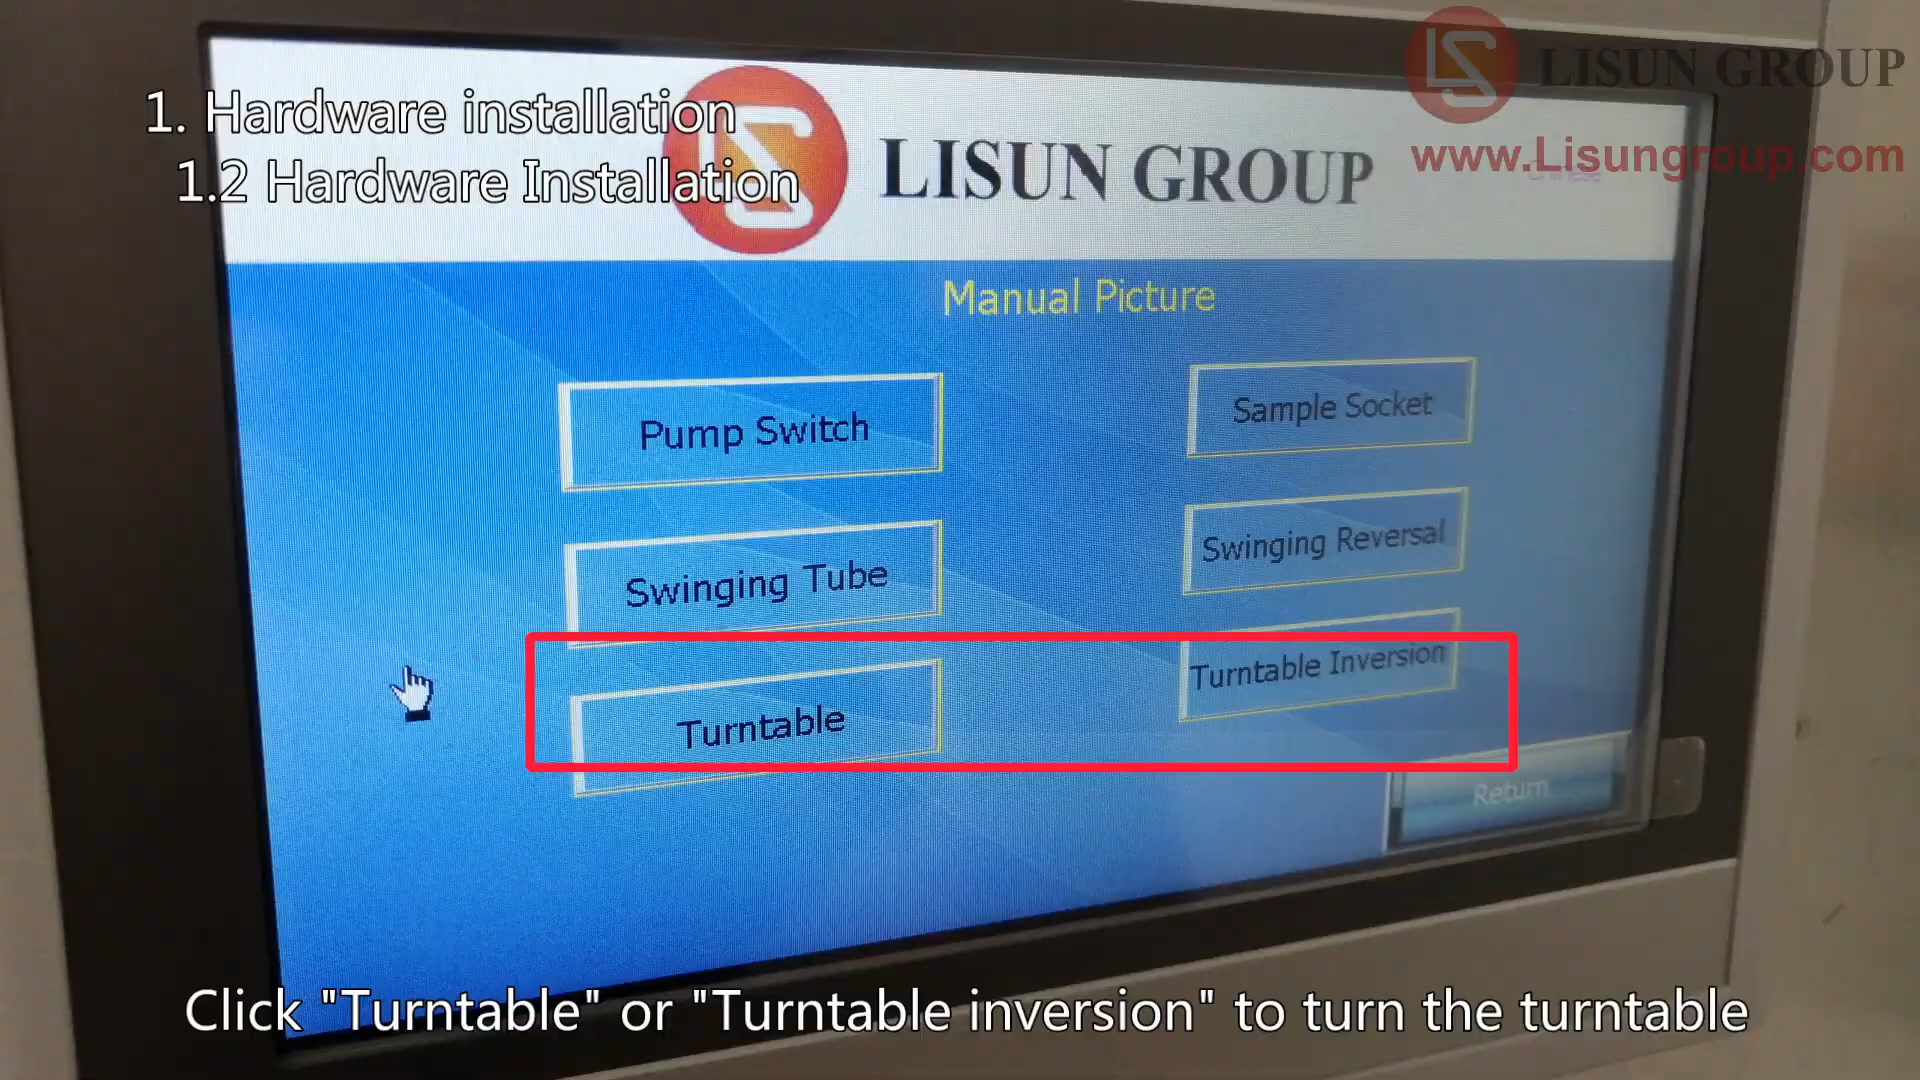 LISUN GROUP
www.Lisungroup.com
1. Hardware installation
1.2 Hardware Installation
LISUN GROUP
Manual Picture
Pump Switch
Sample Socket
Swinging Tube
Swinging Reversal
Turntable
Turntable Inversion
Return
Click "Turntable" or "Turntable inversion" to turn the turntable